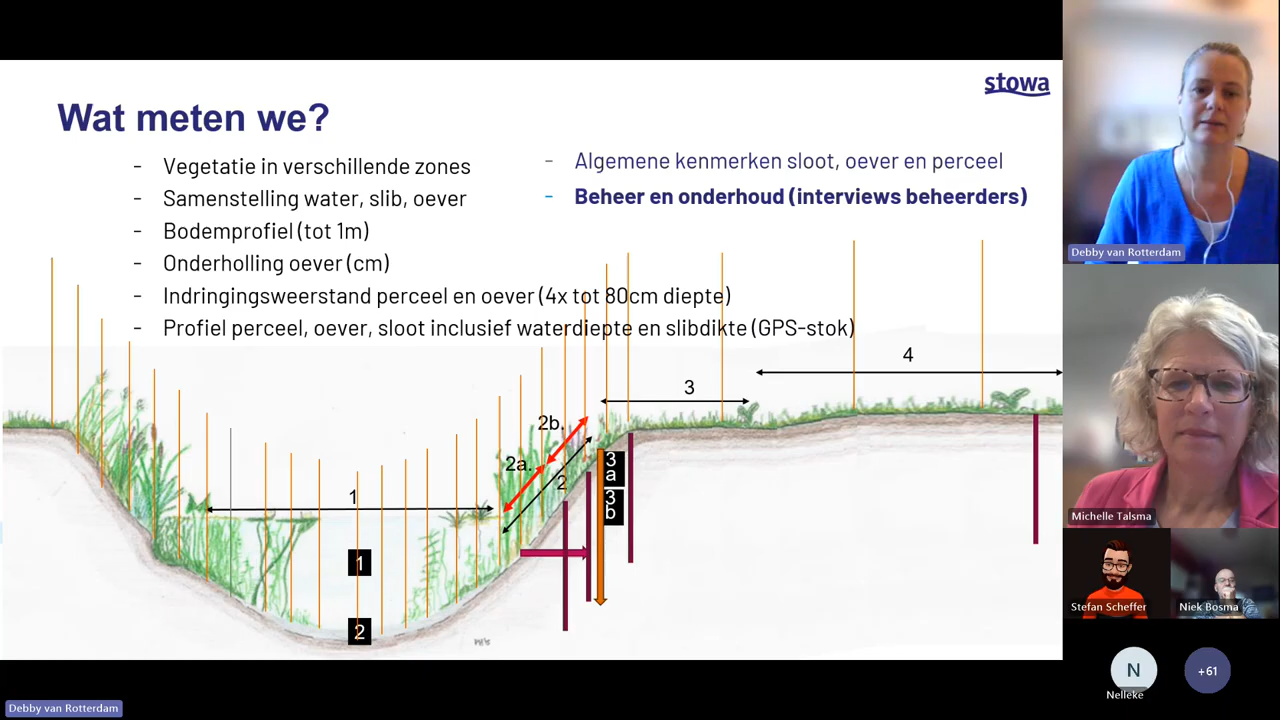 stowa
Wat meten we?
- Vegetatie in verschillende zones
- Samenstelling water, slib, oever
- Bodemprofiel (tot 1m)
- Onderholling oever (cm)
- Indringingsweerstand perceel en oever (4x tot 80cm diepte)
- Profiel perceel, oever, sloot inclusief waterdiepte en slibdikte (GPS-stok)
- Algemene kenmerken sloot, oever en perceel
- Beheer en onderhoud (interviews beheerders)
4
3
2b.
2a.
2
3a
3b
1
1
2
Debby van Rotterdam
Michelle Talsma
Stefan Scheffer
Niek Bosma
N
+61
Nelleke
Debby van Rotterdam